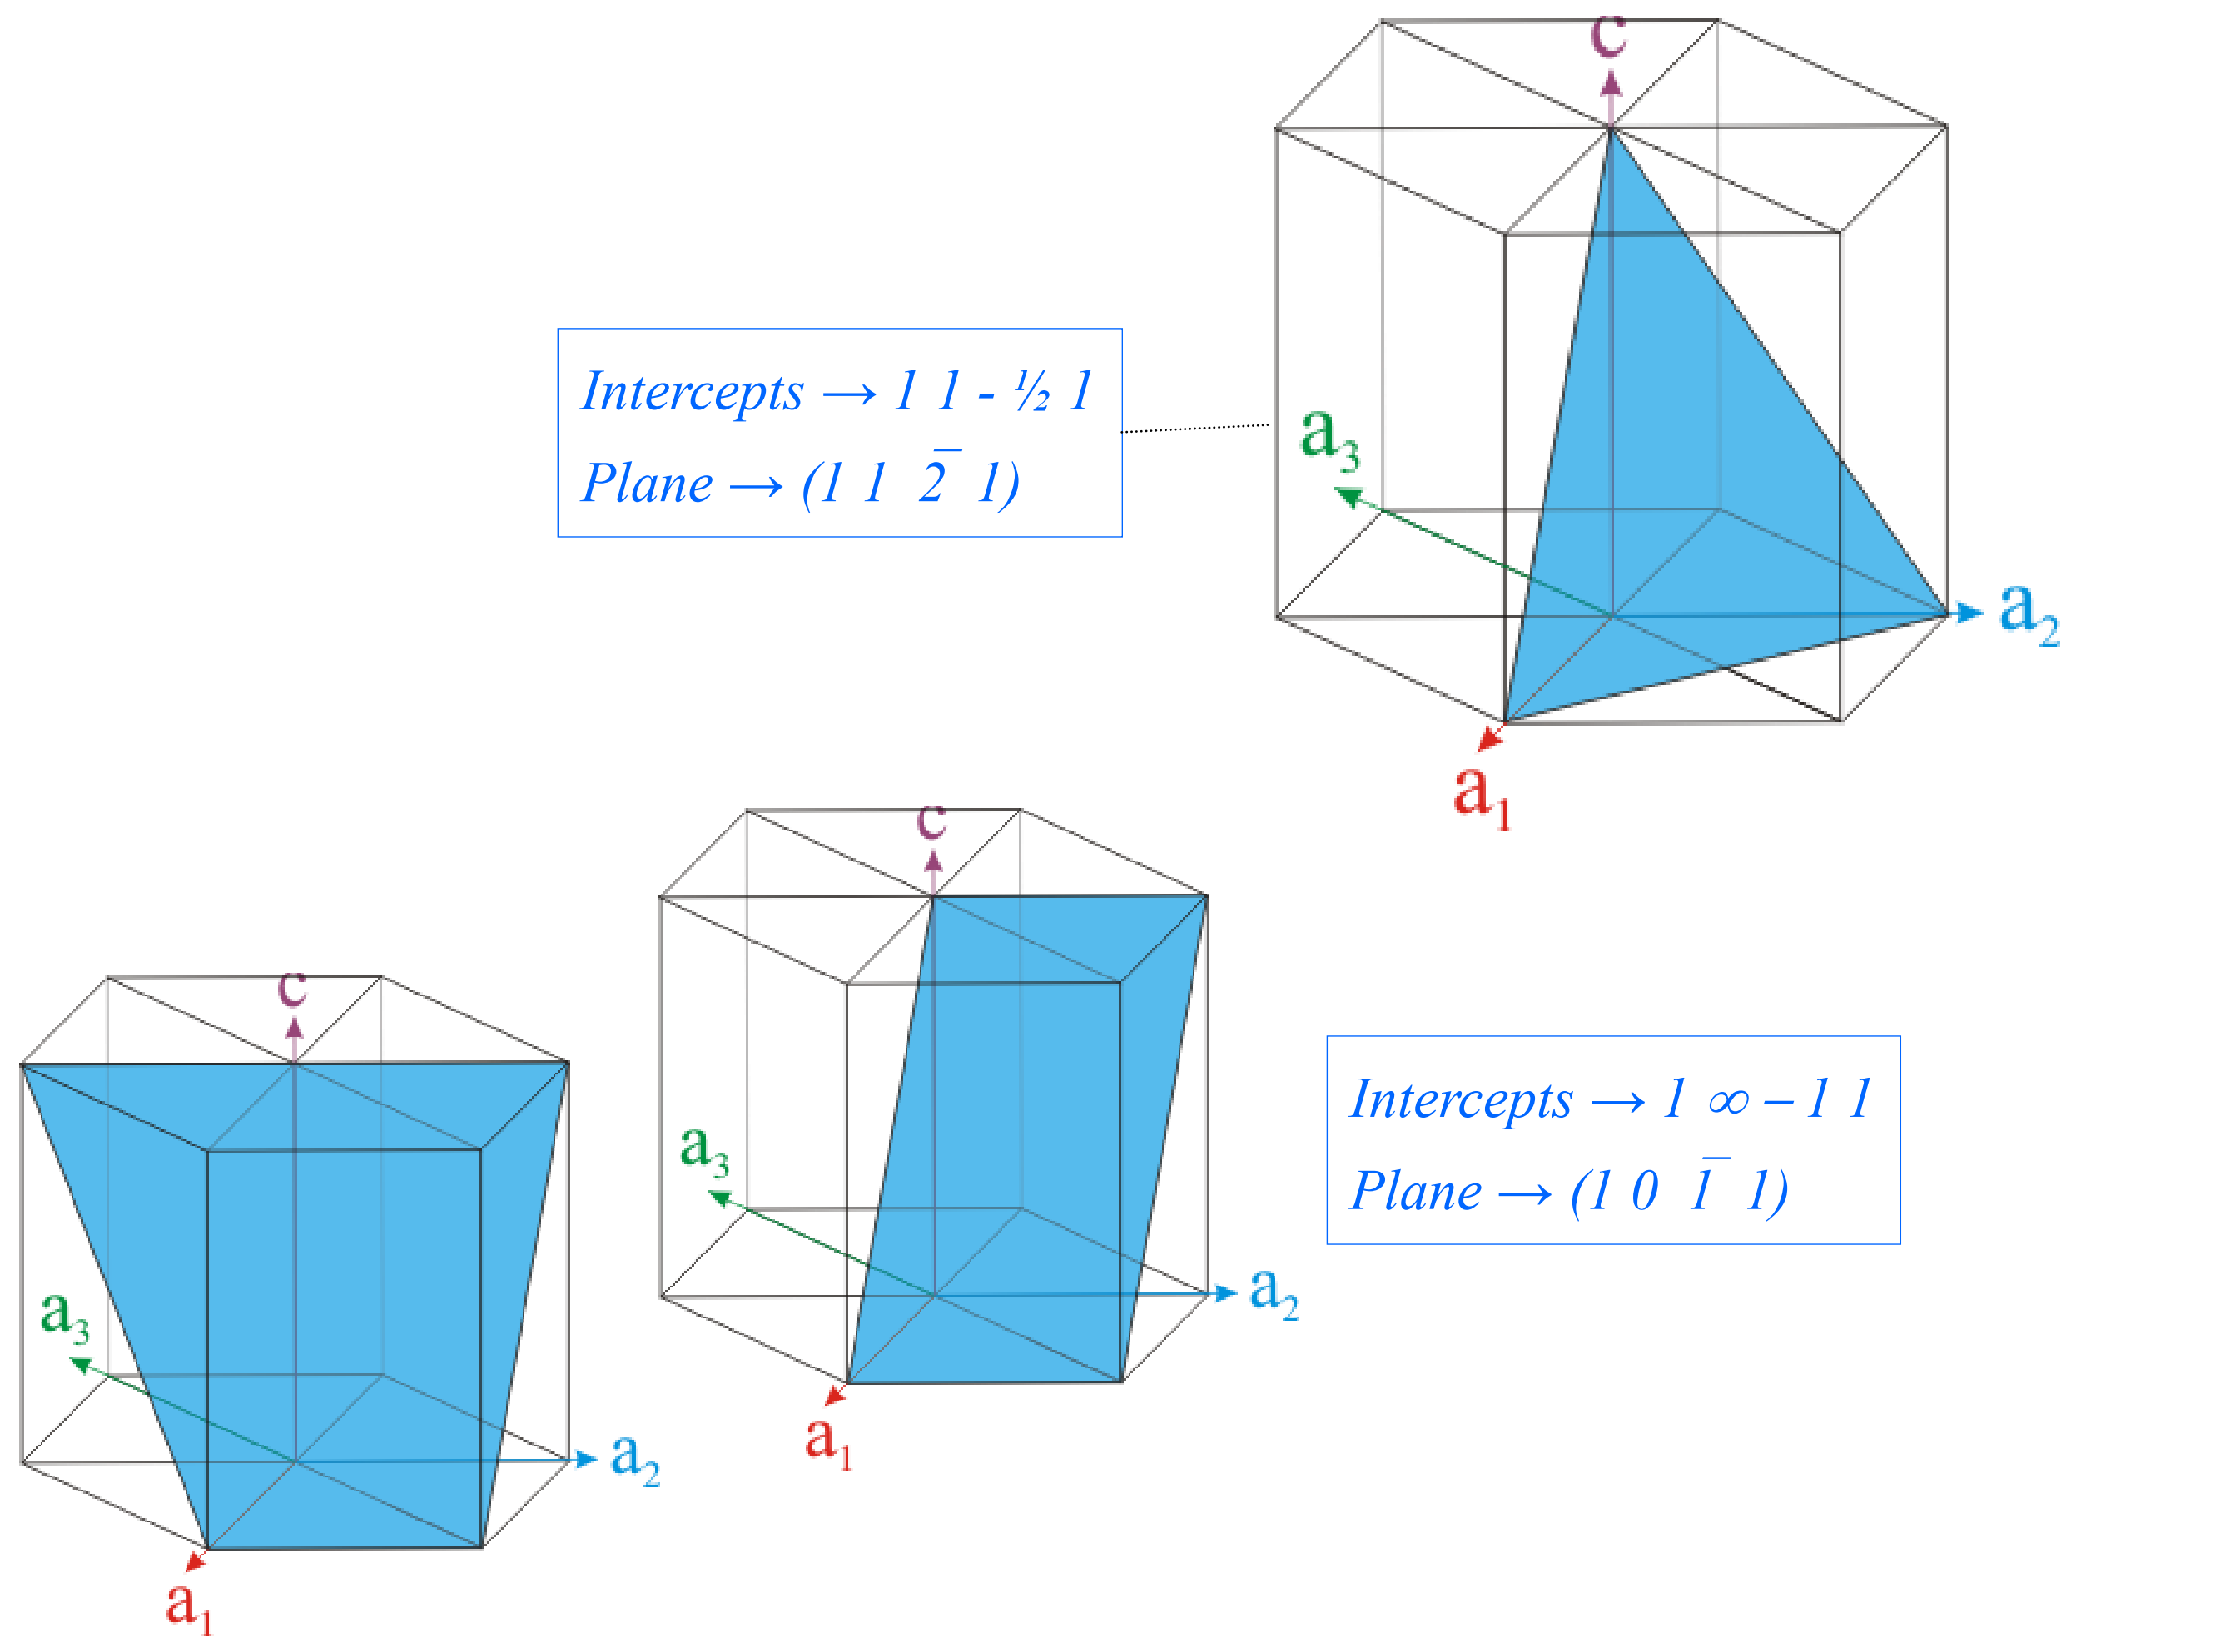 c
Intercepts → 1 1 - ½ 1
Plane → (1 1 2̅ 1)
a₃
a₂
a₁
c
a₃
a₂
a₁
Intercepts → 1 ∞ – 1 1
Plane → (1 0 1̅ 1)
c
a₃
a₂
a₁